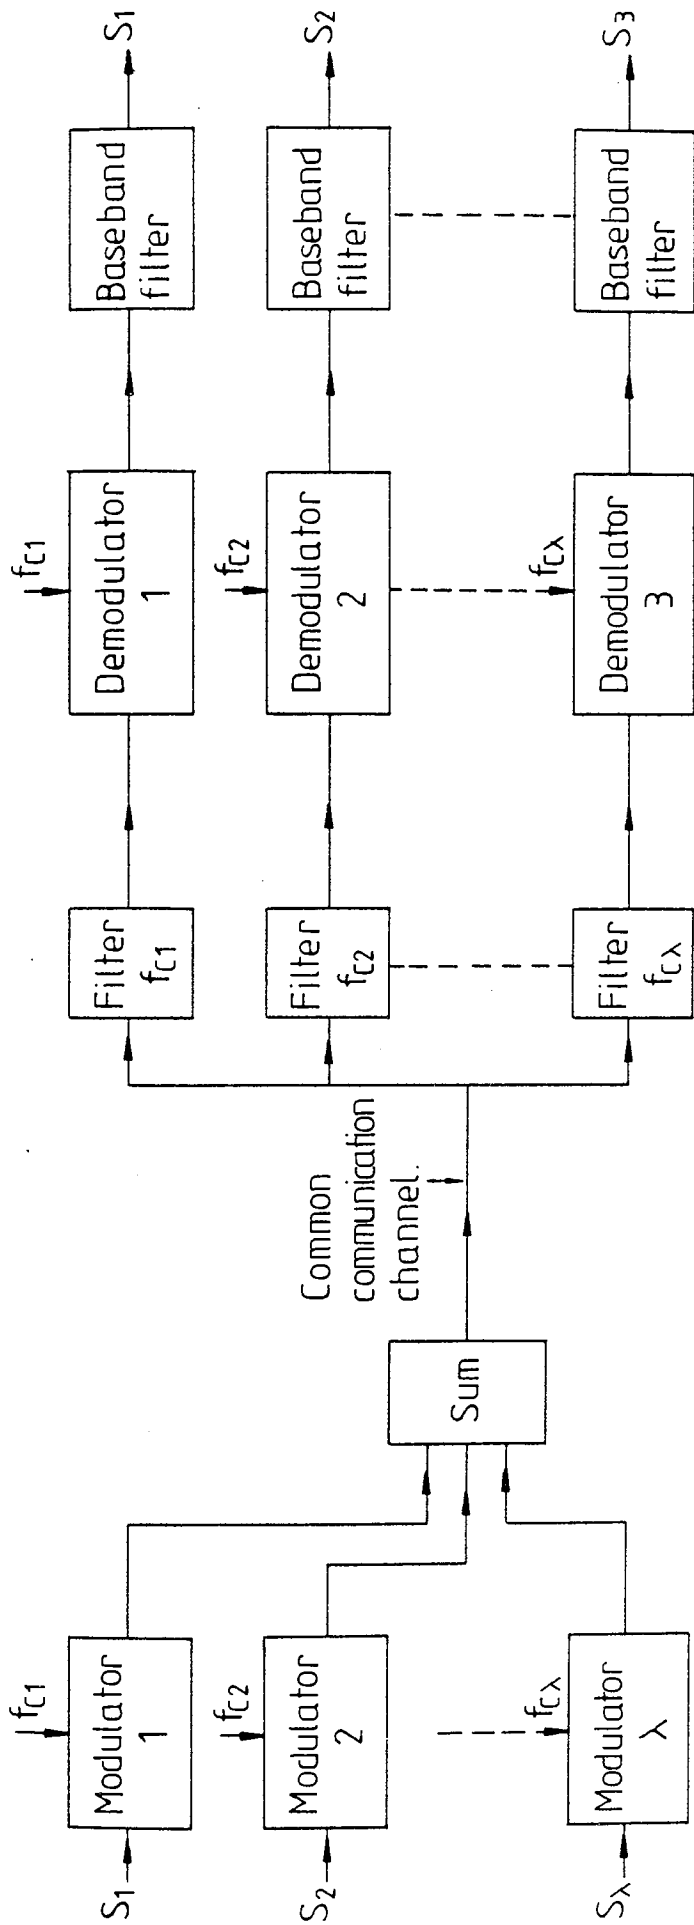 S1
fC1
Modulator
1
S2
fC2
Modulator
2
Sλ
fCλ
Modulator
λ
Sum
Common
communication
channel.
Filter
fC1
fC1
Demodulator
1
Baseband
filter
S1
Filter
fC2
fC2
Demodulator
2
Baseband
filter
S2
Filter
fCλ
fCλ
Demodulator
3
Baseband
filter
S3